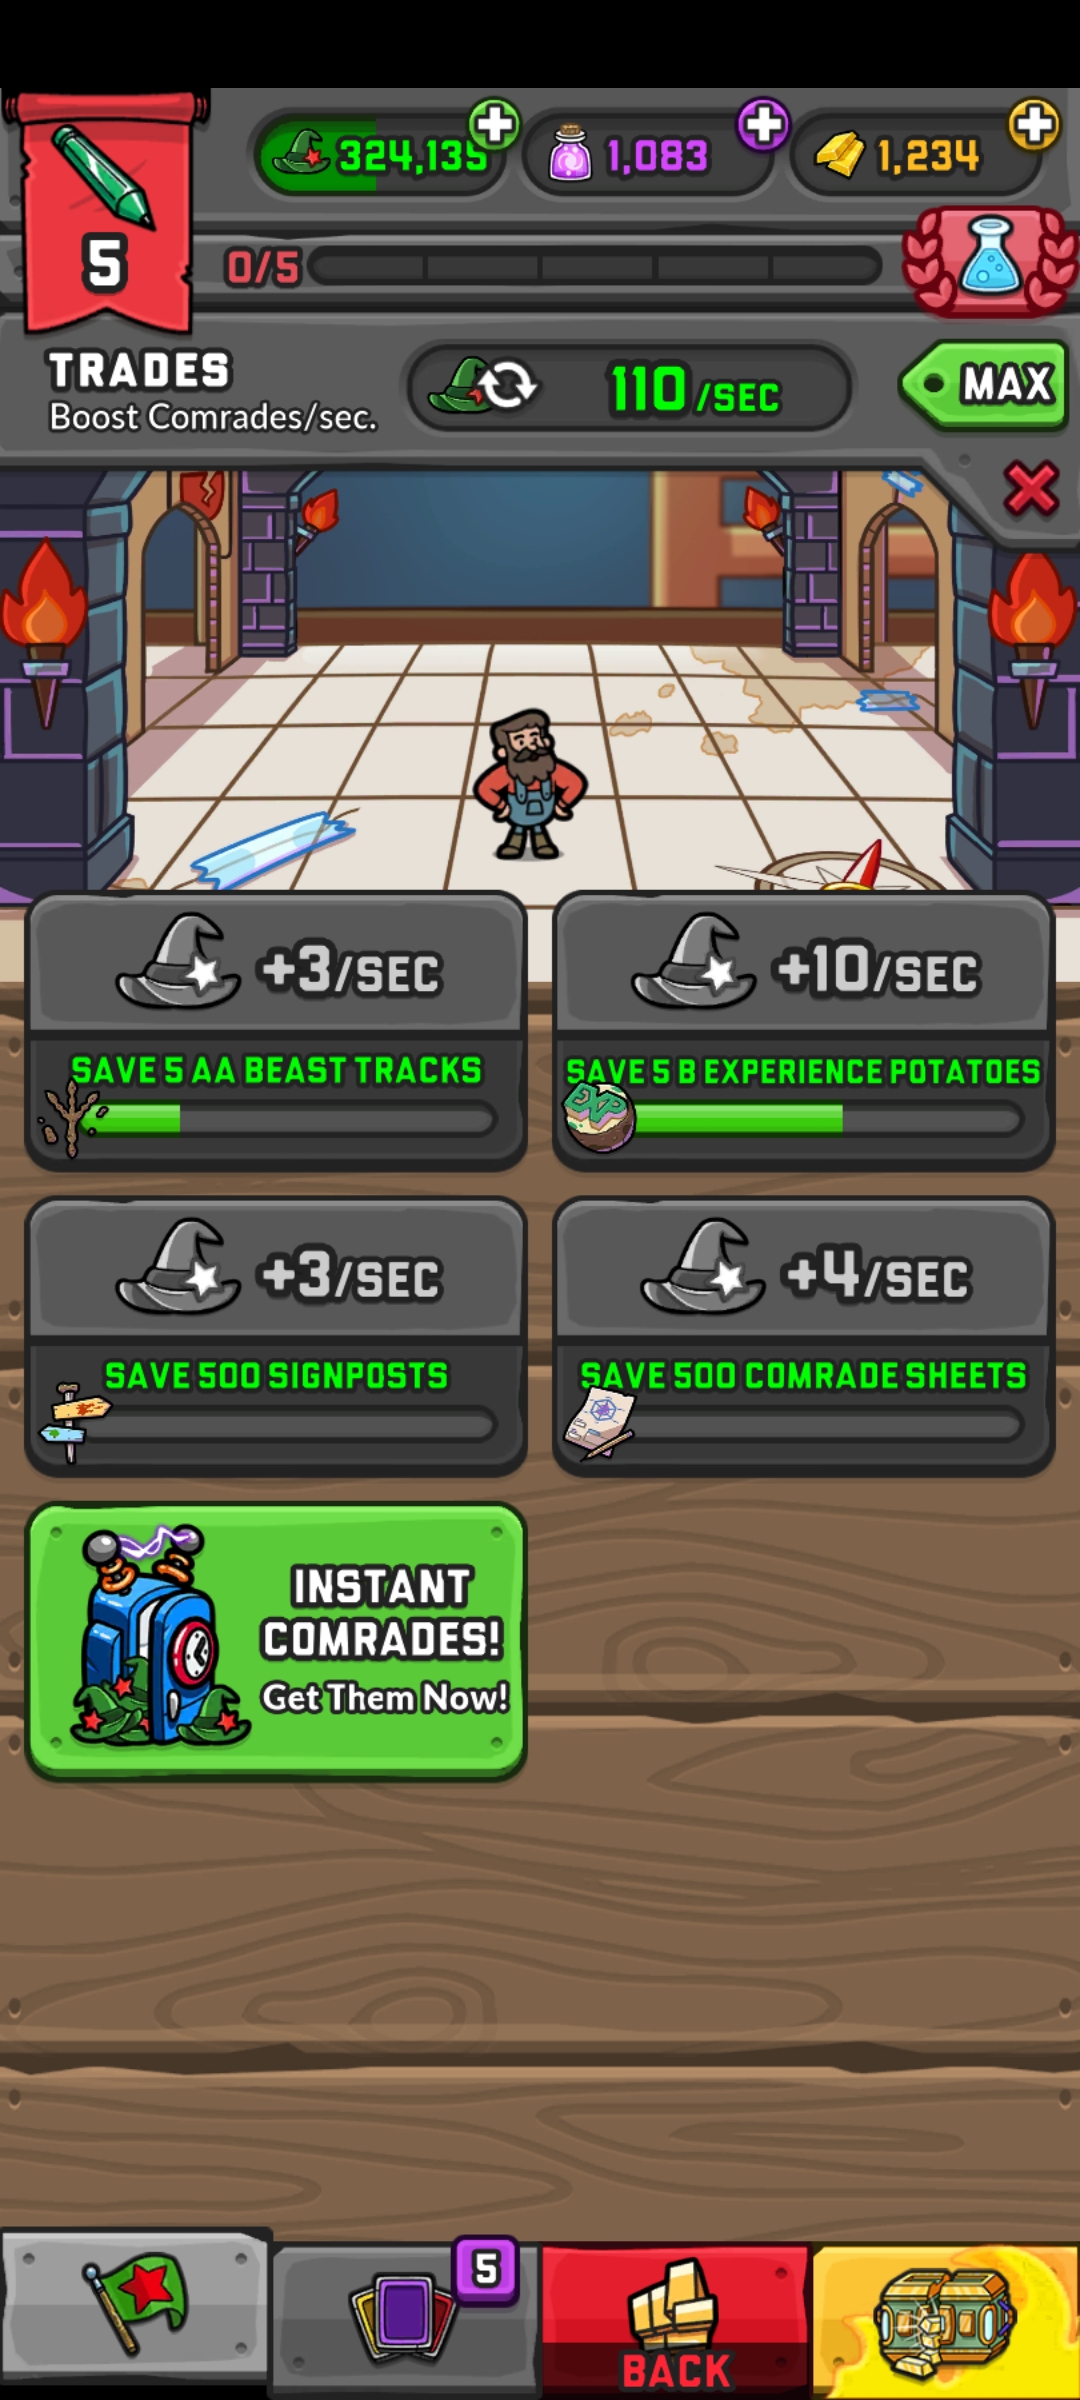 324,135
1,083
1,234
5
0/5
TRADES
Boost Comrades/sec.
110/SEC
MAX
+3/SEC
+10/SEC
SAVE 5 AA BEAST TRACKS
SAVE 5 B EXPERIENCE POTATOES
EXP
+3/SEC
+4/SEC
SAVE 500 SIGNPOSTS
SAVE 500 COMRADE SHEETS
INSTANT
COMRADES!
Get Them Now!
5
BACK